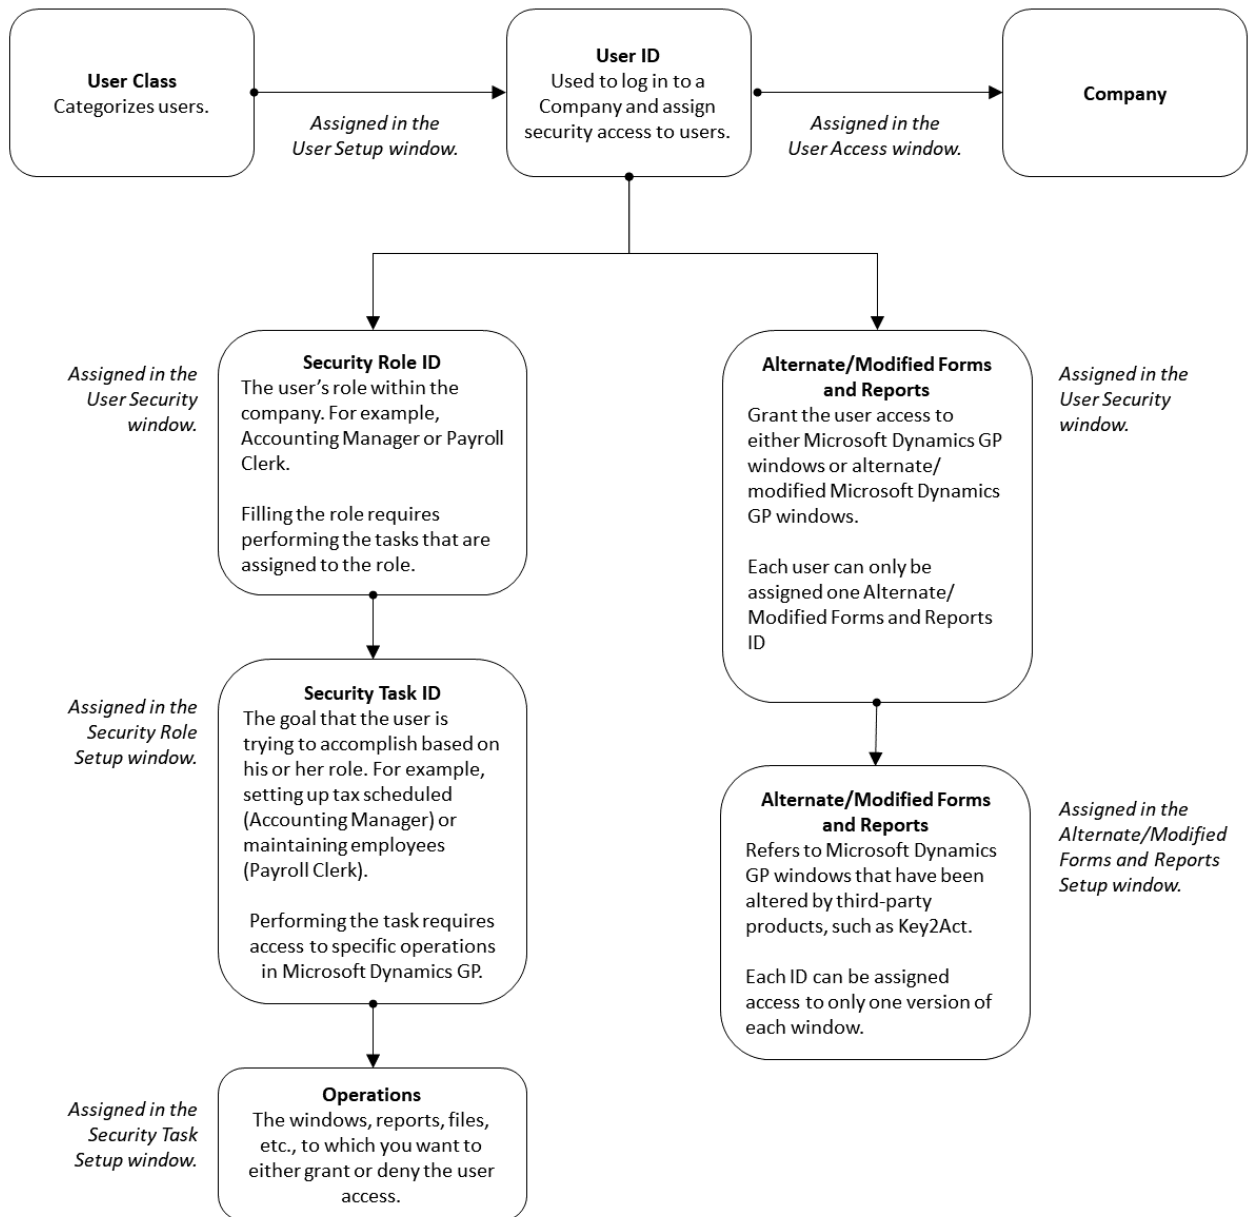 User Class
Categorizes users.
Assigned in the
User Setup window.
User ID
Used to log in to a
Company and assign
security access to users.
Assigned in the
User Access window.
Company
Assigned in the
User Security
window.
Security Role ID
The user’s role within the
company. For example,
Accounting Manager or Payroll
Clerk.
Filling the role requires
performing the tasks that are
assigned to the role.
Alternate/Modified Forms
and Reports
Grant the user access to
either Microsoft Dynamics GP
windows or alternate/
modified Microsoft Dynamics
GP windows.
Each user can only be
assigned one Alternate/
Modified Forms and Reports
ID
Assigned in the
User Security
window.
Assigned in the
Security Role
Setup window.
Security Task ID
The goal that the user is
trying to accomplish based on
his or her role. For example,
setting up tax scheduled
(Accounting Manager) or
maintaining employees
(Payroll Clerk).
Performing the task requires
access to specific operations
in Microsoft Dynamics GP.
Alternate/Modified Forms
and Reports
Refers to Microsoft Dynamics
GP windows that have been
altered by third-party
products, such as Key2Act.
Each ID can be assigned
access to only one version of
each window.
Assigned in the
Alternate/Modified
Forms and Reports
Setup window.
Assigned in the
Security Task
Setup window.
Operations
The windows, reports, files,
etc., to which you want to
either grant or deny the user
access.